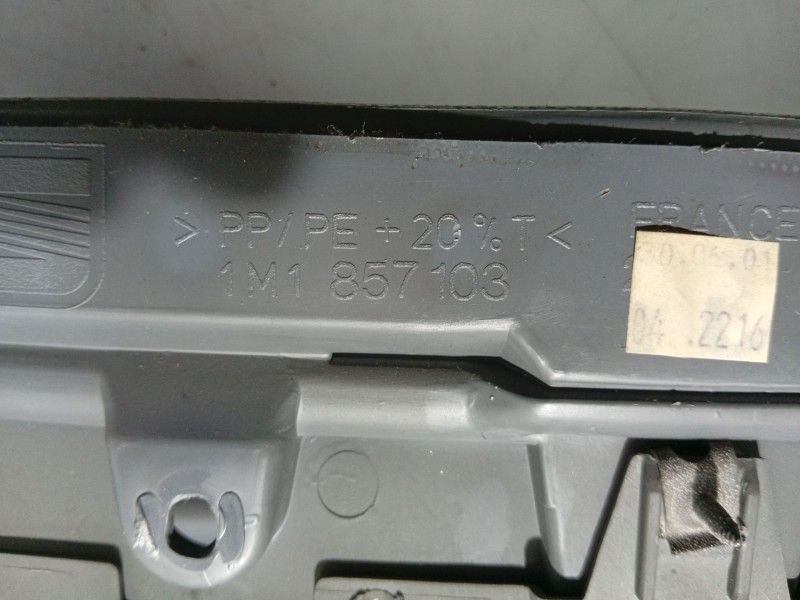 > PP/PE + 20%T < FRANCE
1M1 857 103
04 .2216